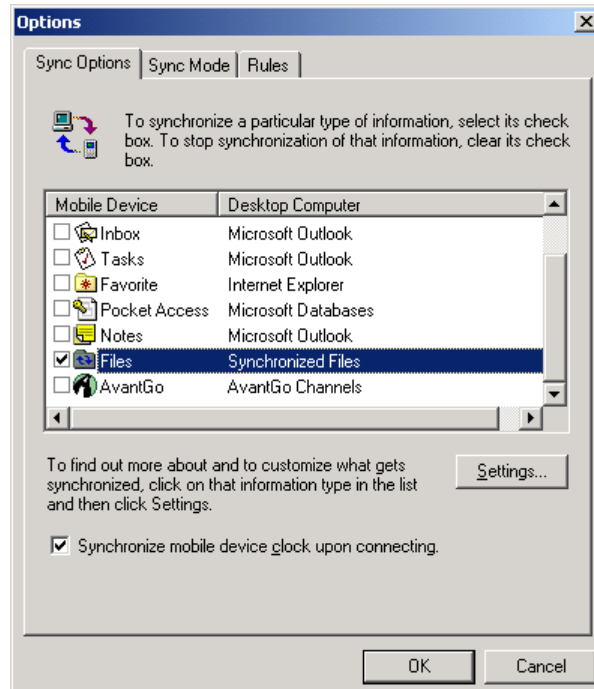 Options
Sync Options Sync Mode Rules
To synchronize a particular type of information, select its check
box. To stop synchronization of that information, clear its check
box.
Mobile Device Desktop Computer
Inbox Microsoft Outlook
Tasks Microsoft Outlook
Favorite Internet Explorer
Pocket Access Microsoft Databases
Notes Microsoft Outlook
Files Synchronized Files
AvantGo AvantGo Channels
To find out more about and to customize what gets
synchronized, click on that information type in the list
and then click Settings.
Settings...
Synchronize mobile device clock upon connecting.
OK Cancel